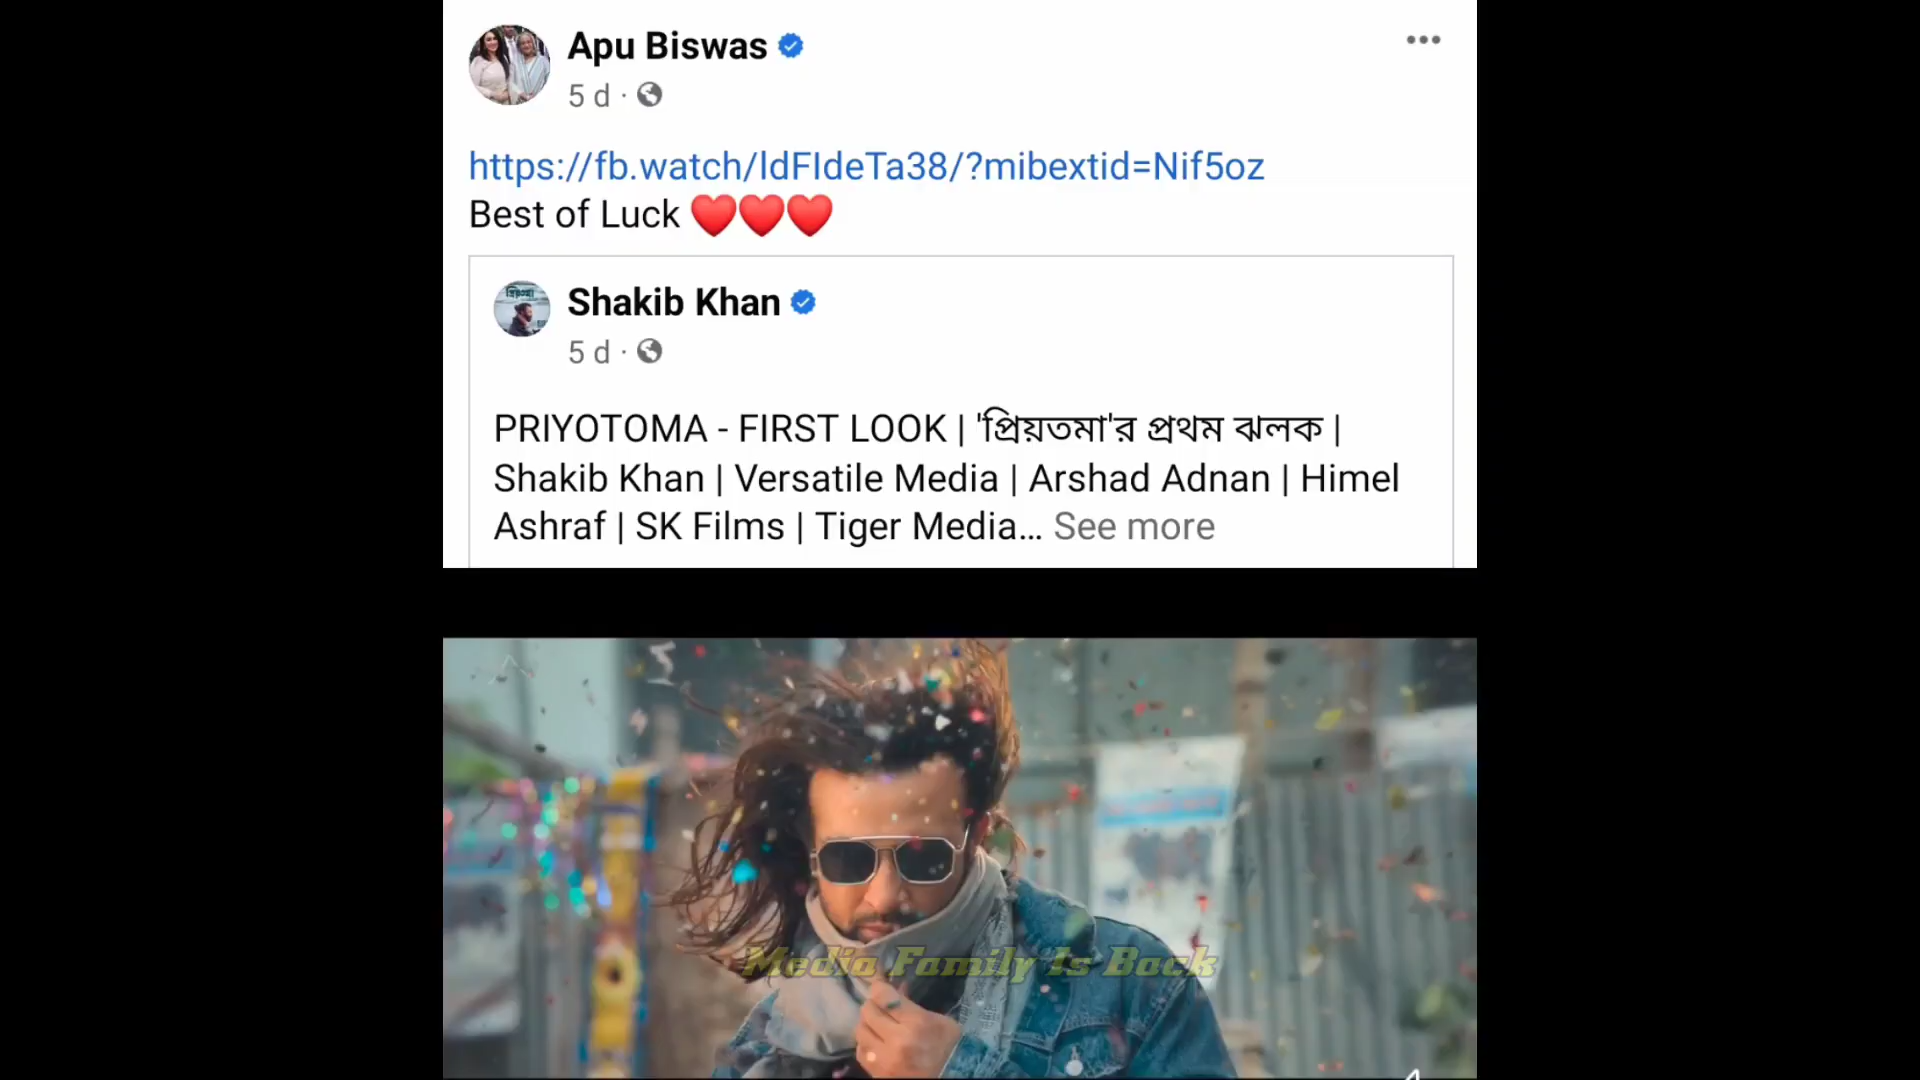 Apu Biswas
5 d ·
https://fb.watch/ldFIdeTa38/?mibextid=Nif5oz
Best of Luck ❤️❤️❤️
Shakib Khan
5 d ·
PRIYOTOMA - FIRST LOOK | 'প্রিয়তমা'র প্রথম ঝলক |
Shakib Khan | Versatile Media | Arshad Adnan | Himel
Ashraf | SK Films | Tiger Media... See more
Media Family Is Back